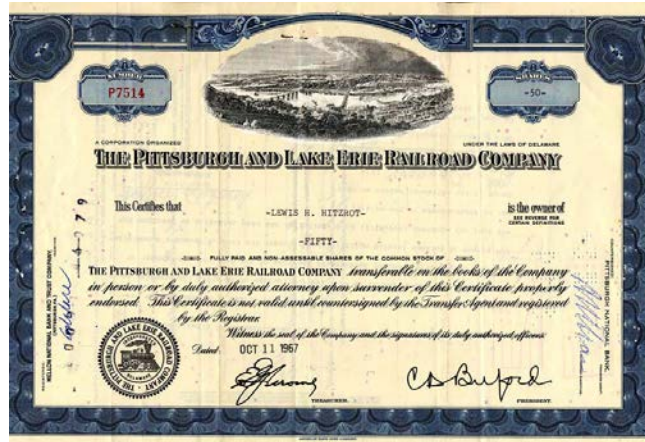 NUMBER
P7514
SHARES
-50-
A CORPORATION ORGANIZED
UNDER THE LAWS OF DELAWARE
THE PITTSBURGH AND LAKE ERIE RAILROAD COMPANY
This Certifies that
-LEWIS H. HITZROT-
is the owner of
SEE REVERSE FOR
CERTAIN DEFINITIONS
-FIFTY-
FULLY PAID AND NON-ASSESSABLE SHARES OF THE COMMON STOCK OF
THE PITTSBURGH AND LAKE ERIE RAILROAD COMPANY transferable on the books of the Company
in person or by duly authorized attorney upon surrender of this Certificate properly
endorsed. This Certificate is not valid until countersigned by the Transfer Agent and registered
by the Registrar.
Witness the seal of the Company and the signatures of its duly authorized officers.
Dated OCT 11 1967
THE PITTSBURGH AND LAKE ERIE RAILROAD COMPANY
DELAWARE
TREASURER.
C D Buford
PRESIDENT.
MELLON NATIONAL BANK AND TRUST COMPANY
PITTSBURGH NATIONAL BANK